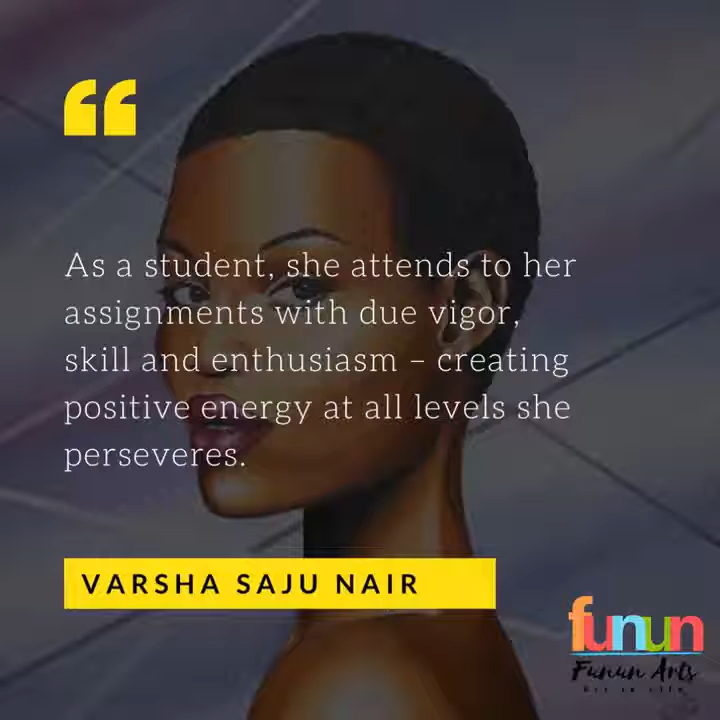 “
As a student, she attends to her
assignments with due vigor,
skill and enthusiasm – creating
positive energy at all levels she
perseveres.
VARSHA SAJU NAIR
funun
Funun Arts